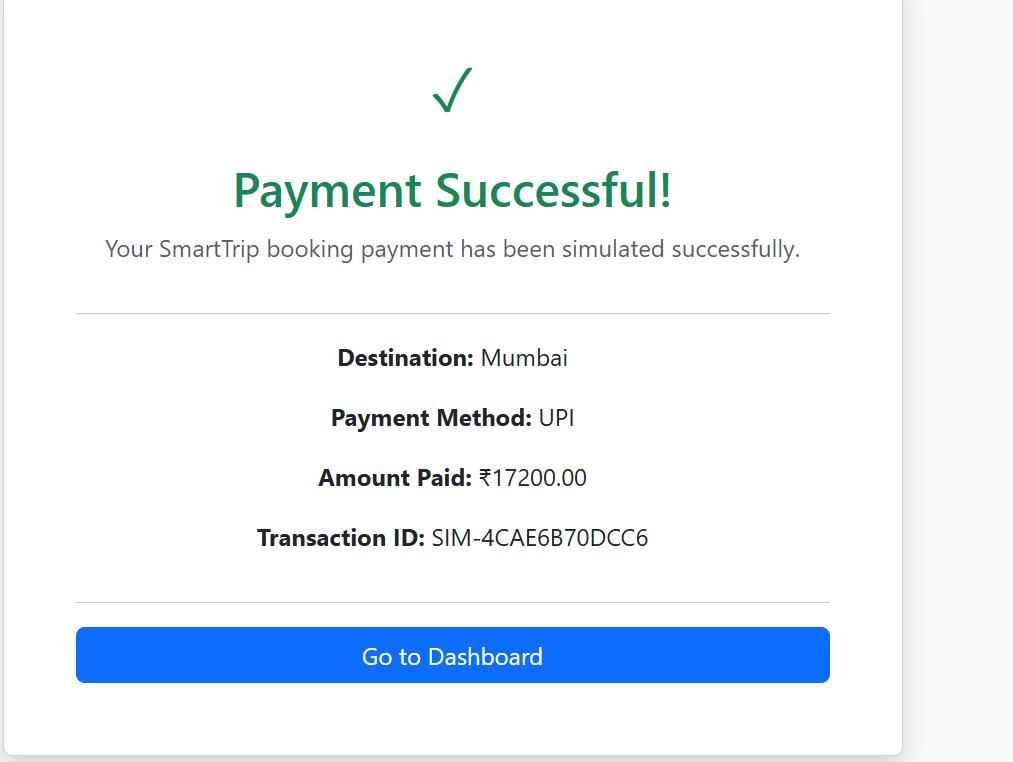 Payment Successful!
Your SmartTrip booking payment has been simulated successfully.
Destination: Mumbai
Payment Method: UPI
Amount Paid: ₹17200.00
Transaction ID: SIM-4CAE6B70DCC6
Go to Dashboard